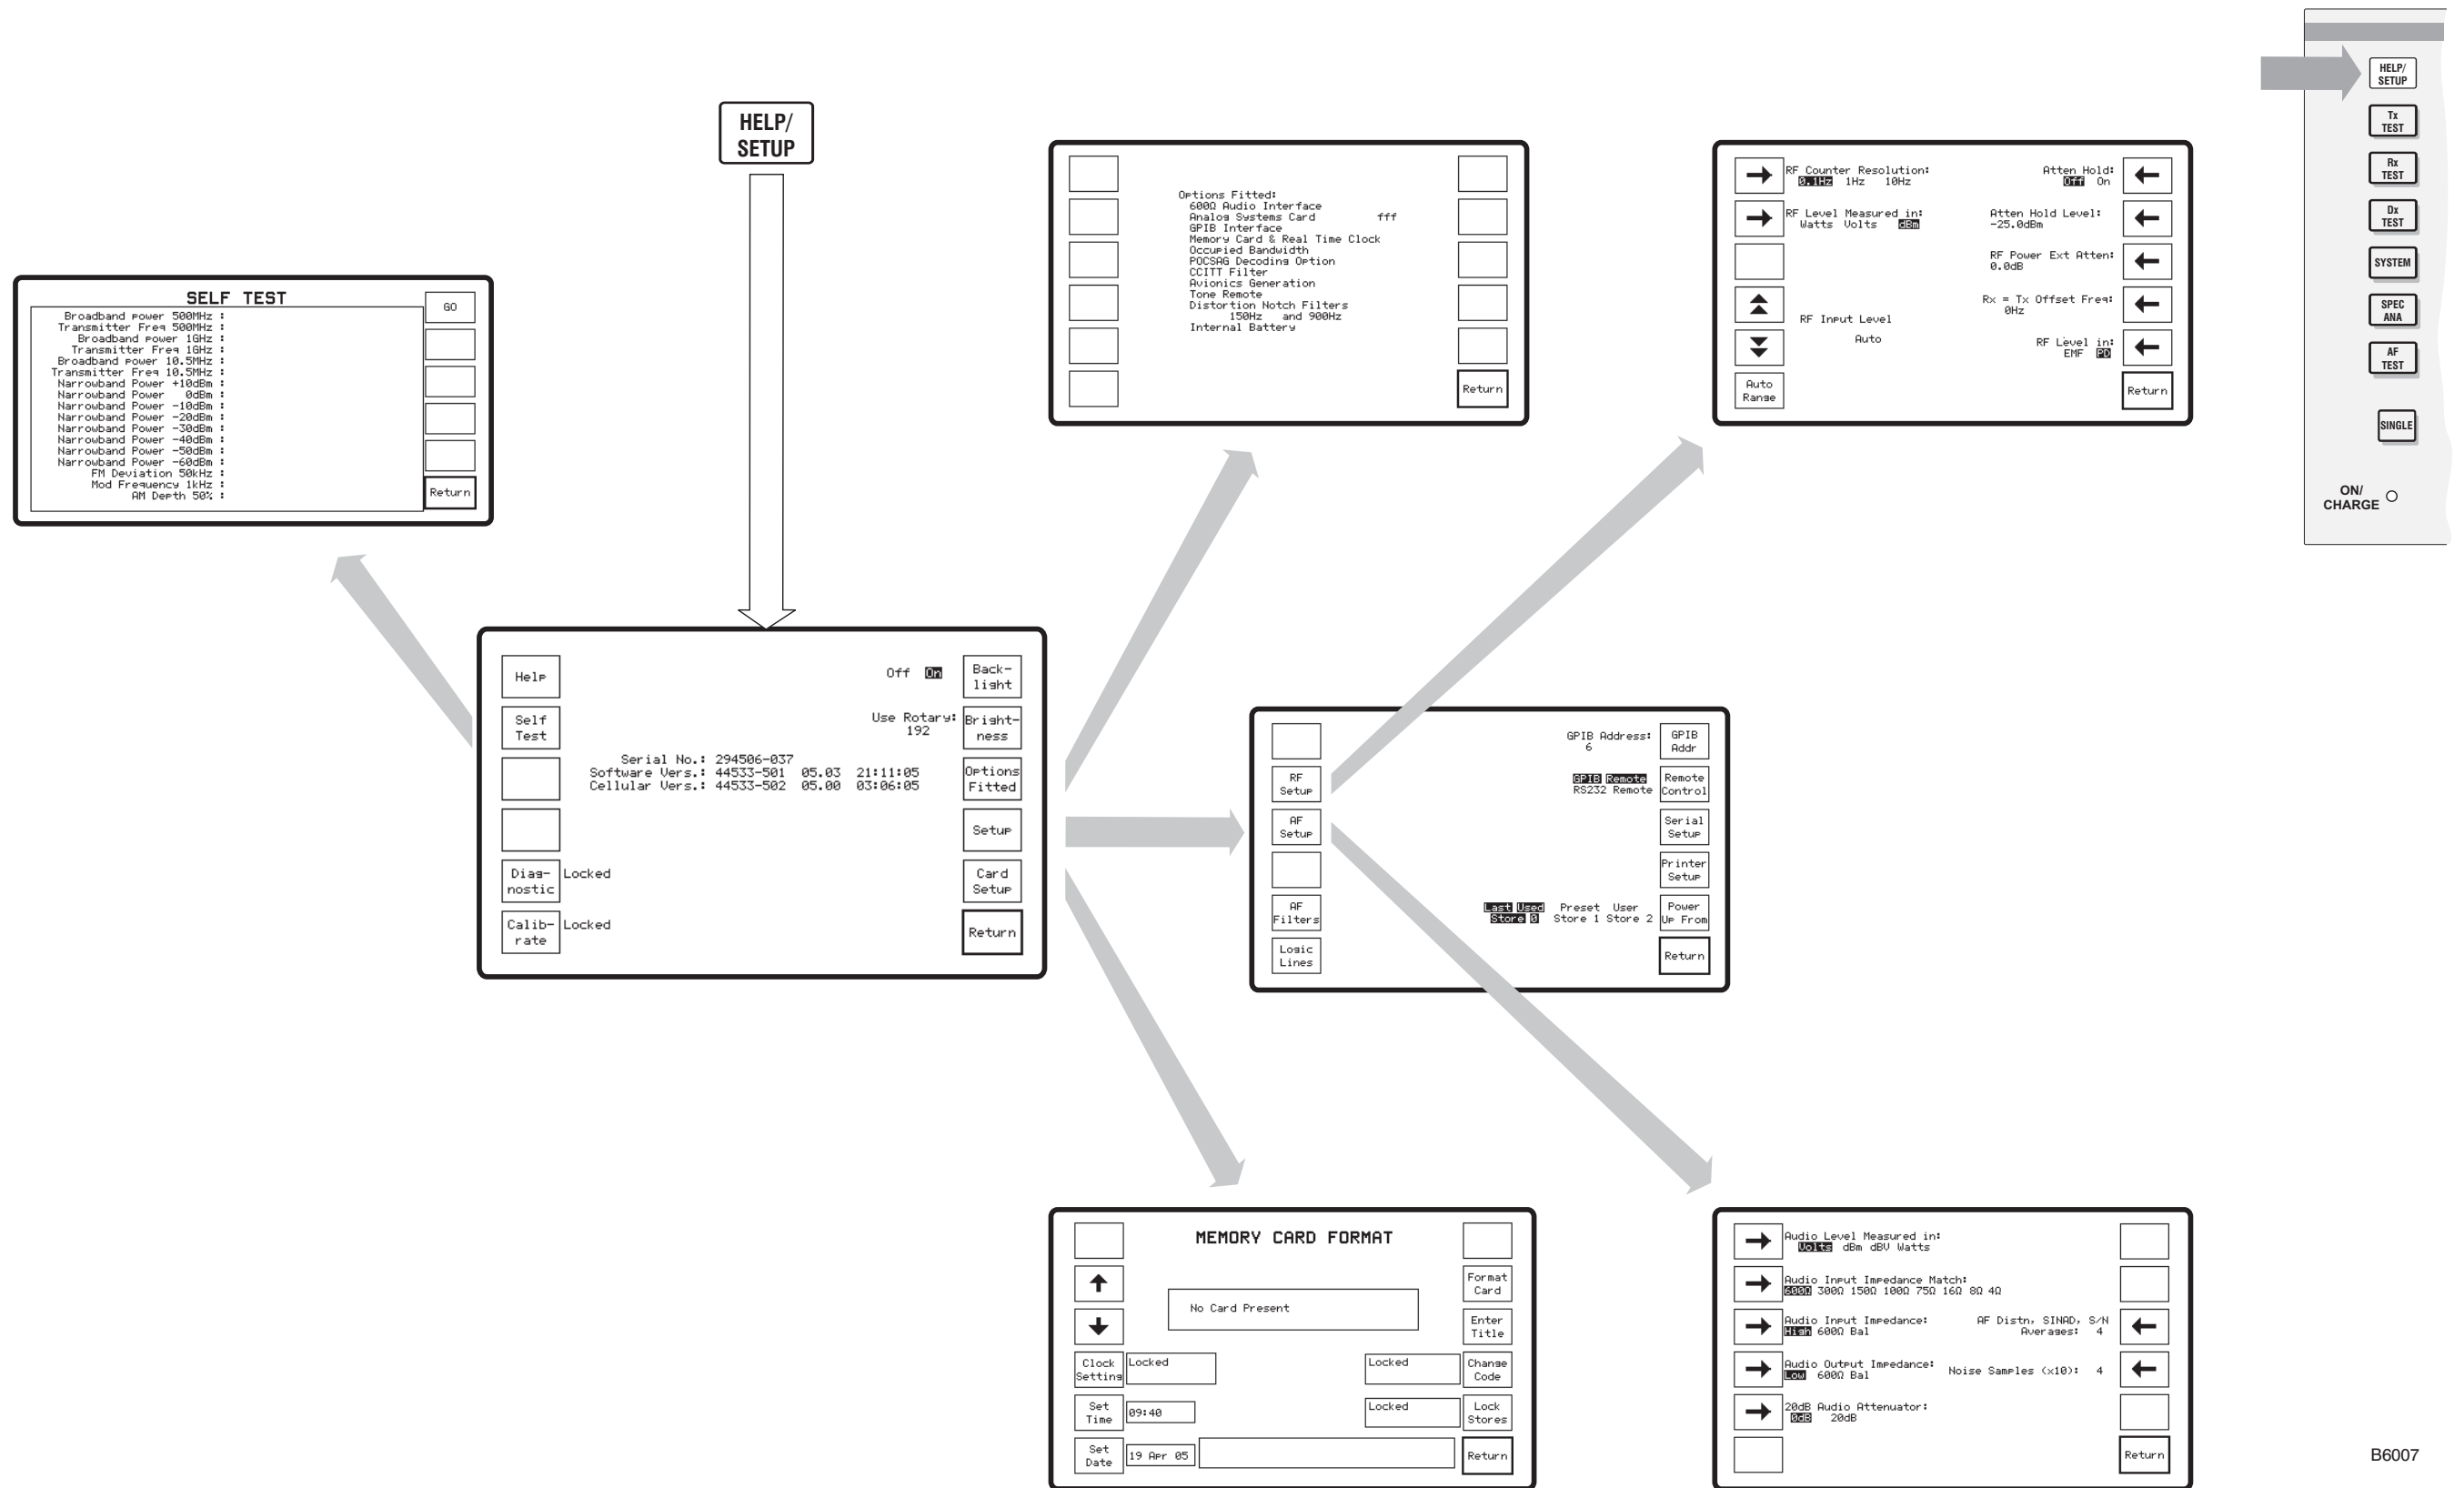 HELP/
SETUP
SELF TEST
Broadband power 500MHz :
Transmitter Freq 500MHz :
Broadband power 1GHz :
Transmitter Freq 1GHz :
Broadband power 10.5MHz :
Transmitter Freq 10.5MHz :
Narrowband Power +10dBm :
Narrowband Power 0dBm :
Narrowband Power -10dBm :
Narrowband Power -20dBm :
Narrowband Power -30dBm :
Narrowband Power -40dBm :
Narrowband Power -50dBm :
Narrowband Power -60dBm :
FM Deviation 50kHz :
Mod Frequency 1kHz :
AM Depth 50% :
GO
Return
Options Fitted:
600Ω Audio Interface
Analog Systems Card fff
GPIB Interface
Memory Card & Real Time Clock
Occupied Bandwidth
POCSAG Decoding Option
CCITT Filter
Avionics Generation
Tone Remote
Distortion Notch Filters
150Hz and 900Hz
Internal Battery
Return
RF Counter Resolution:
0.1Hz 1Hz 10Hz
RF Level Measured in:
Watts Volts dBm
RF Input Level
Auto
Auto
Range
Atten Hold:
Off On
Atten Hold Level:
-25.0dBm
RF Power Ext Atten:
0.0dB
Rx = Tx Offset Freq:
0Hz
RF Level in:
EMF PD
Return
HELP/
SETUP
Tx
TEST
Rx
TEST
Dx
TEST
SYSTEM
SPEC
ANA
AF
TEST
SINGLE
ON/
CHARGE
Help
Self
Test
Diag-
nostic
Locked
Calib-
rate
Locked
Serial No.: 294506-037
Software Vers.: 44533-501 05.03 21:11:05
Cellular Vers.: 44533-502 05.00 03:06:05
Off On
Back-
light
Use Rotary:
192
Bright-
ness
Options
Fitted
Setup
Card
Setup
Return
RF
Setup
AF
Setup
AF
Filters
Logic
Lines
GPIB Address:
6
GPIB
Addr
GPIB Remote
RS232 Remote
Remote
Control
Serial
Setup
Printer
Setup
Last Used Preset User
Store 0 Store 1 Store 2
Power
Up From
Return
MEMORY CARD FORMAT
No Card Present
Clock
Setting
Locked
Set
Time
09:40
Set
Date
19 Apr 05
Format
Card
Enter
Title
Locked
Change
Code
Locked
Lock
Stores
Return
Audio Level Measured in:
Volts dBm dBV Watts
Audio Input Impedance Match:
600Ω 300Ω 150Ω 100Ω 75Ω 16Ω 8Ω 4Ω
Audio Input Impedance:
High 600Ω Bal
AF Distn, SINAD, S/N
Averages: 4
Audio Output Impedance:
Low 600Ω Bal
Noise Samples (x10): 4
20dB Audio Attenuator:
0dB 20dB
Return
B6007